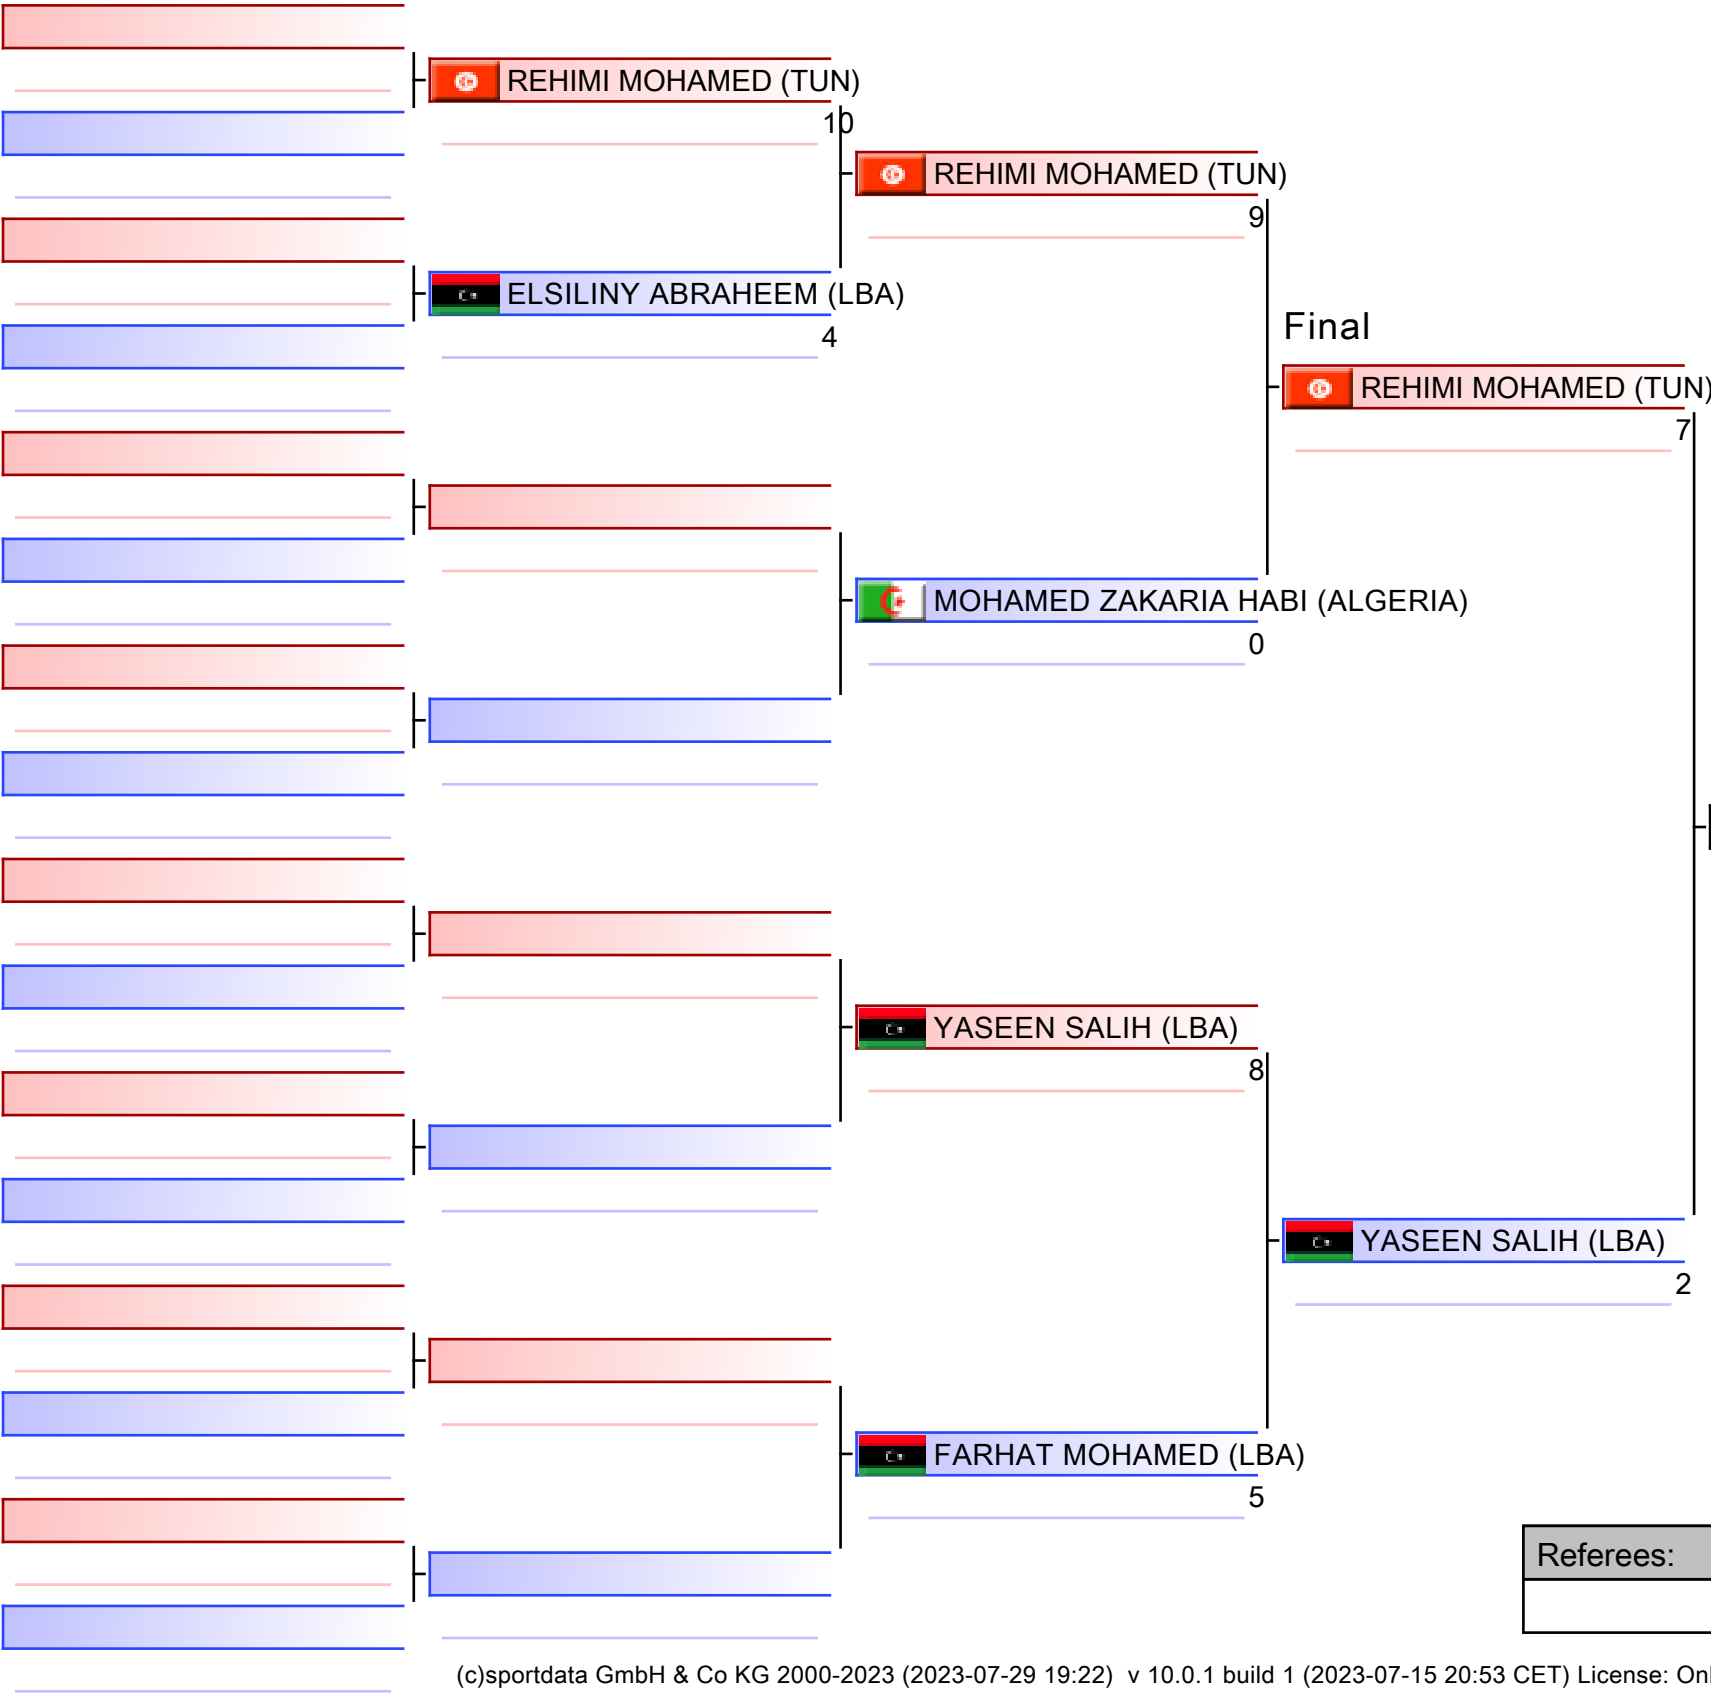 REHIMI MOHAMED (TUN)
10
REHIMI MOHAMED (TUN)
9
ELSILINY ABRAHEEM (LBA)
4
Final
REHIMI MOHAMED (TUN)
7
MOHAMED ZAKARIA HABI (ALGERIA)
0
YASEEN SALIH (LBA)
8
YASEEN SALIH (LBA)
2
FARHAT MOHAMED (LBA)
5
Referees:
(c)sportdata GmbH & Co KG 2000-2023 (2023-07-29 19:22) v 10.0.1 build 1 (2023-07-15 20:53 CET) License: